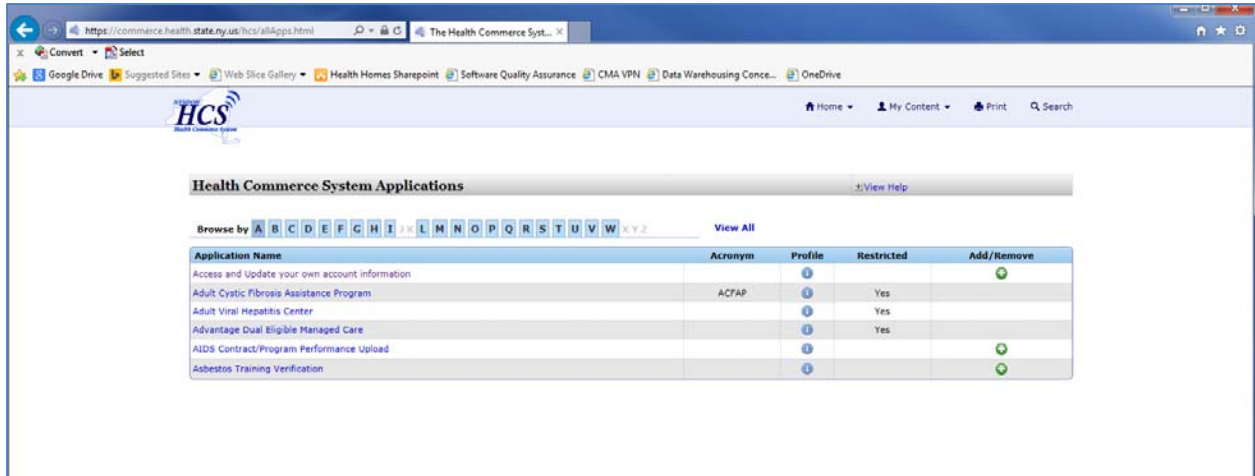 https://commerce.health.state.ny.us/hcs/allApps.html The Health Commerce Syst...
x Convert Select
Google Drive Suggested Sites Web Slice Gallery Health Homes Sharepoint Software Quality Assurance CMA VPN Data Warehousing Conce... OneDrive
NYSDOH
HCS
Health Commerce System
Home My Content Print Search
Health Commerce System Applications View Help
Browse by A B C D E F G H I J K L M N O P Q R S T U V W X Y Z View All
Application Name Acronym Profile Restricted Add/Remove
Access and Update your own account information
Adult Cystic Fibrosis Assistance Program ACFAP Yes
Adult Viral Hepatitis Center Yes
Advantage Dual Eligible Managed Care Yes
AIDS Contract/Program Performance Upload
Asbestos Training Verification